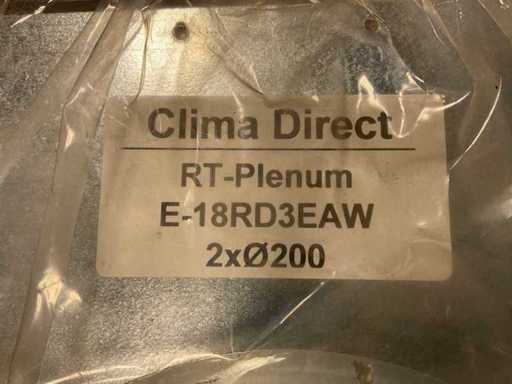 Clima Direct
RT-Plenum
E-18RD3EAW
2xØ200